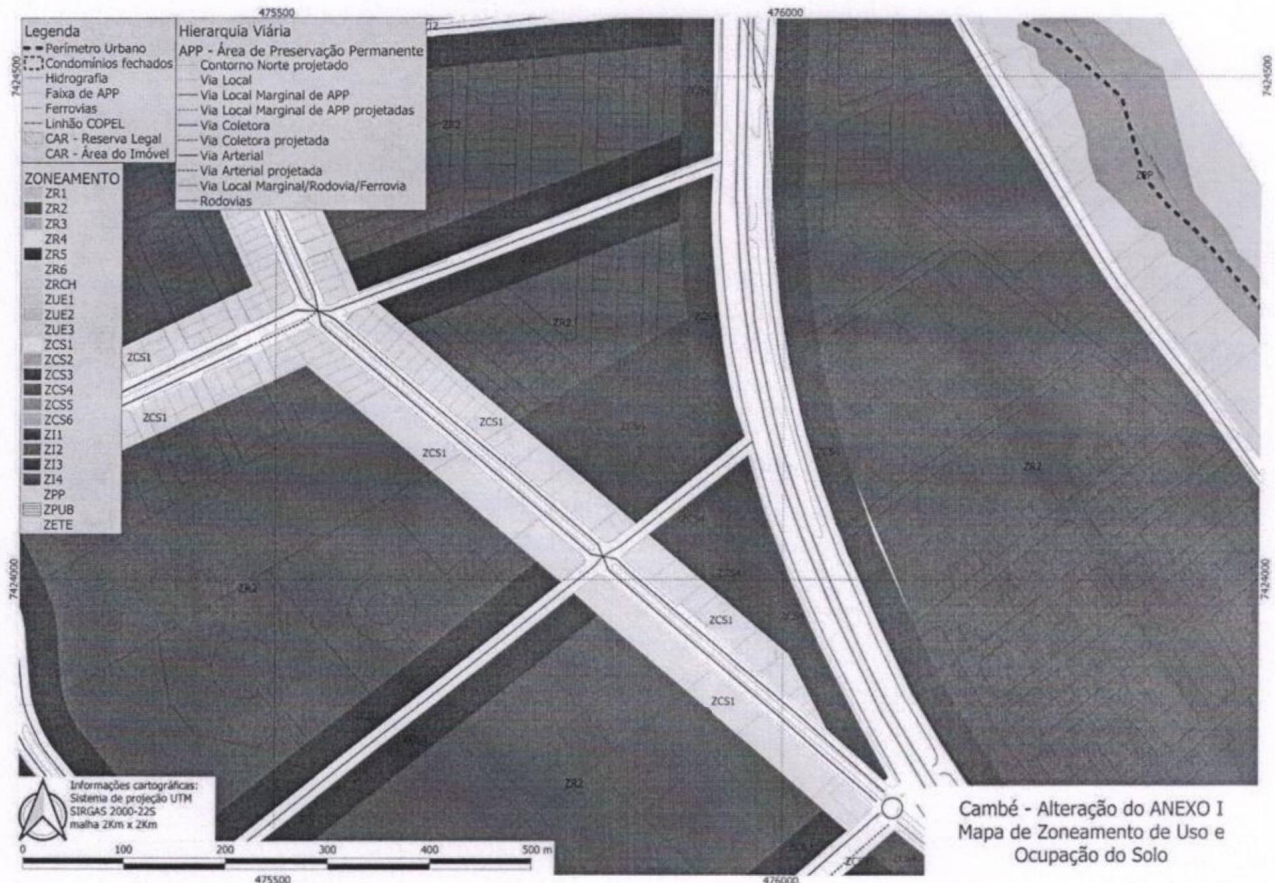 475500
476000
Legenda
Perímetro Urbano
Condomínios fechados
Hidrografia
Faixa de APP
Ferrovias
Linhão COPEL
CAR - Reserva Legal
CAR - Área do Imóvel
Hierarquia Viária
APP - Área de Preservação Permanente
Contorno Norte projetado
Via Local
Via Local Marginal de APP
Via Local Marginal de APP projetadas
Via Coletora
Via Coletora projetada
Via Arterial
Via Arterial projetada
Via Local Marginal/Rodovia/Ferrovia
Rodovias
ZONEAMENTO
ZR1
ZR2
ZR3
ZR4
ZR5
ZR6
ZRCH
ZUE1
ZUE2
ZUE3
ZCS1
ZCS2
ZCS3
ZCS4
ZCS5
ZCS6
ZI1
ZI2
ZI3
ZI4
ZPP
ZPUB
ZETE
7424500
7424500
ZR2
ZPP
ZR2
ZCS1
ZCS1
ZCS1
ZCS1
ZR2
7424000
7424000
ZR2
ZCS4
ZCS4
ZCS1
ZCS1
ZR2
Informações cartográficas:
Sistema de projeção UTM
SIRGAS 2000-22S
malha 2Km x 2Km
0 100 200 300 400 500 m
475500
476000
Cambé - Alteração do ANEXO I
Mapa de Zoneamento de Uso e
Ocupação do Solo